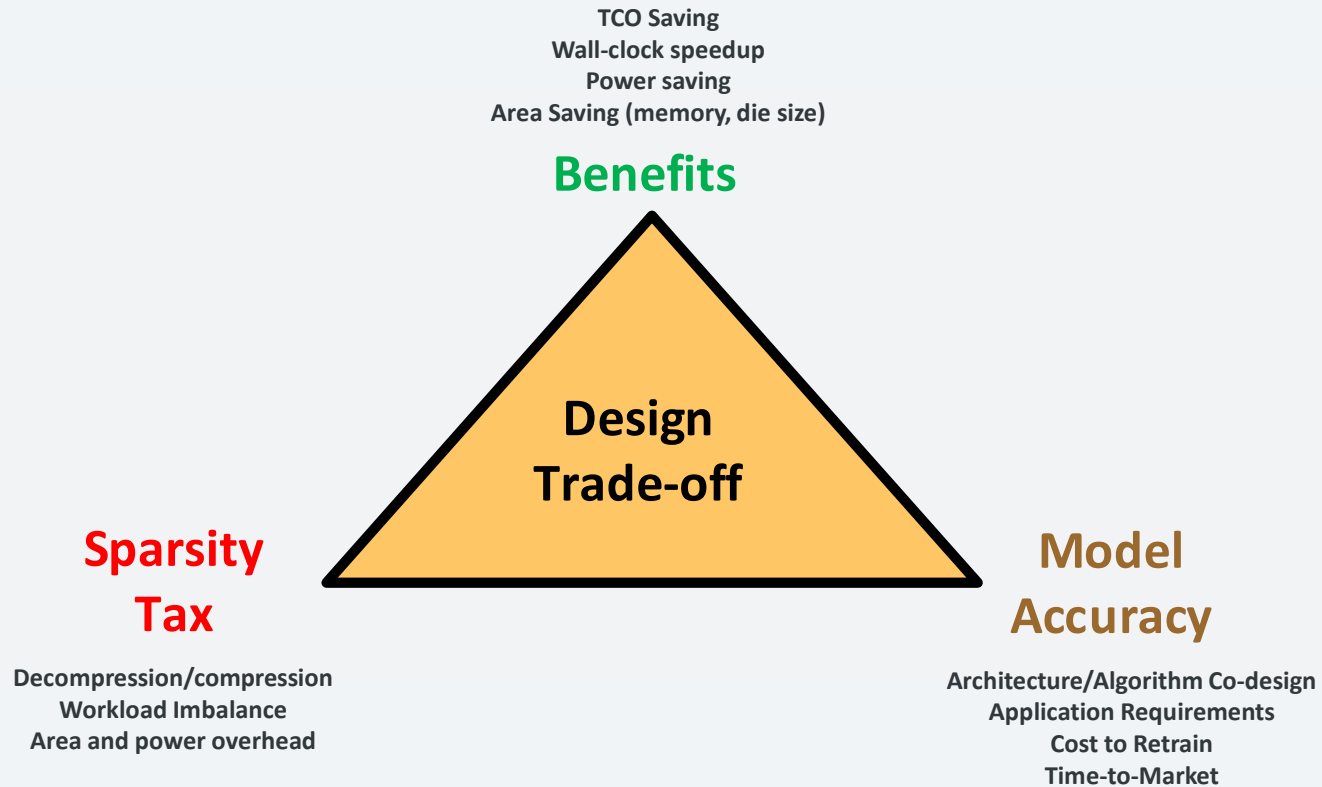 TCO Saving
Wall-clock speedup
Power saving
Area Saving (memory, die size)
Benefits
Design
Trade-off
Sparsity
Tax
Decompression/compression
Workload Imbalance
Area and power overhead
Model
Accuracy
Architecture/Algorithm Co-design
Application Requirements
Cost to Retrain
Time-to-Market